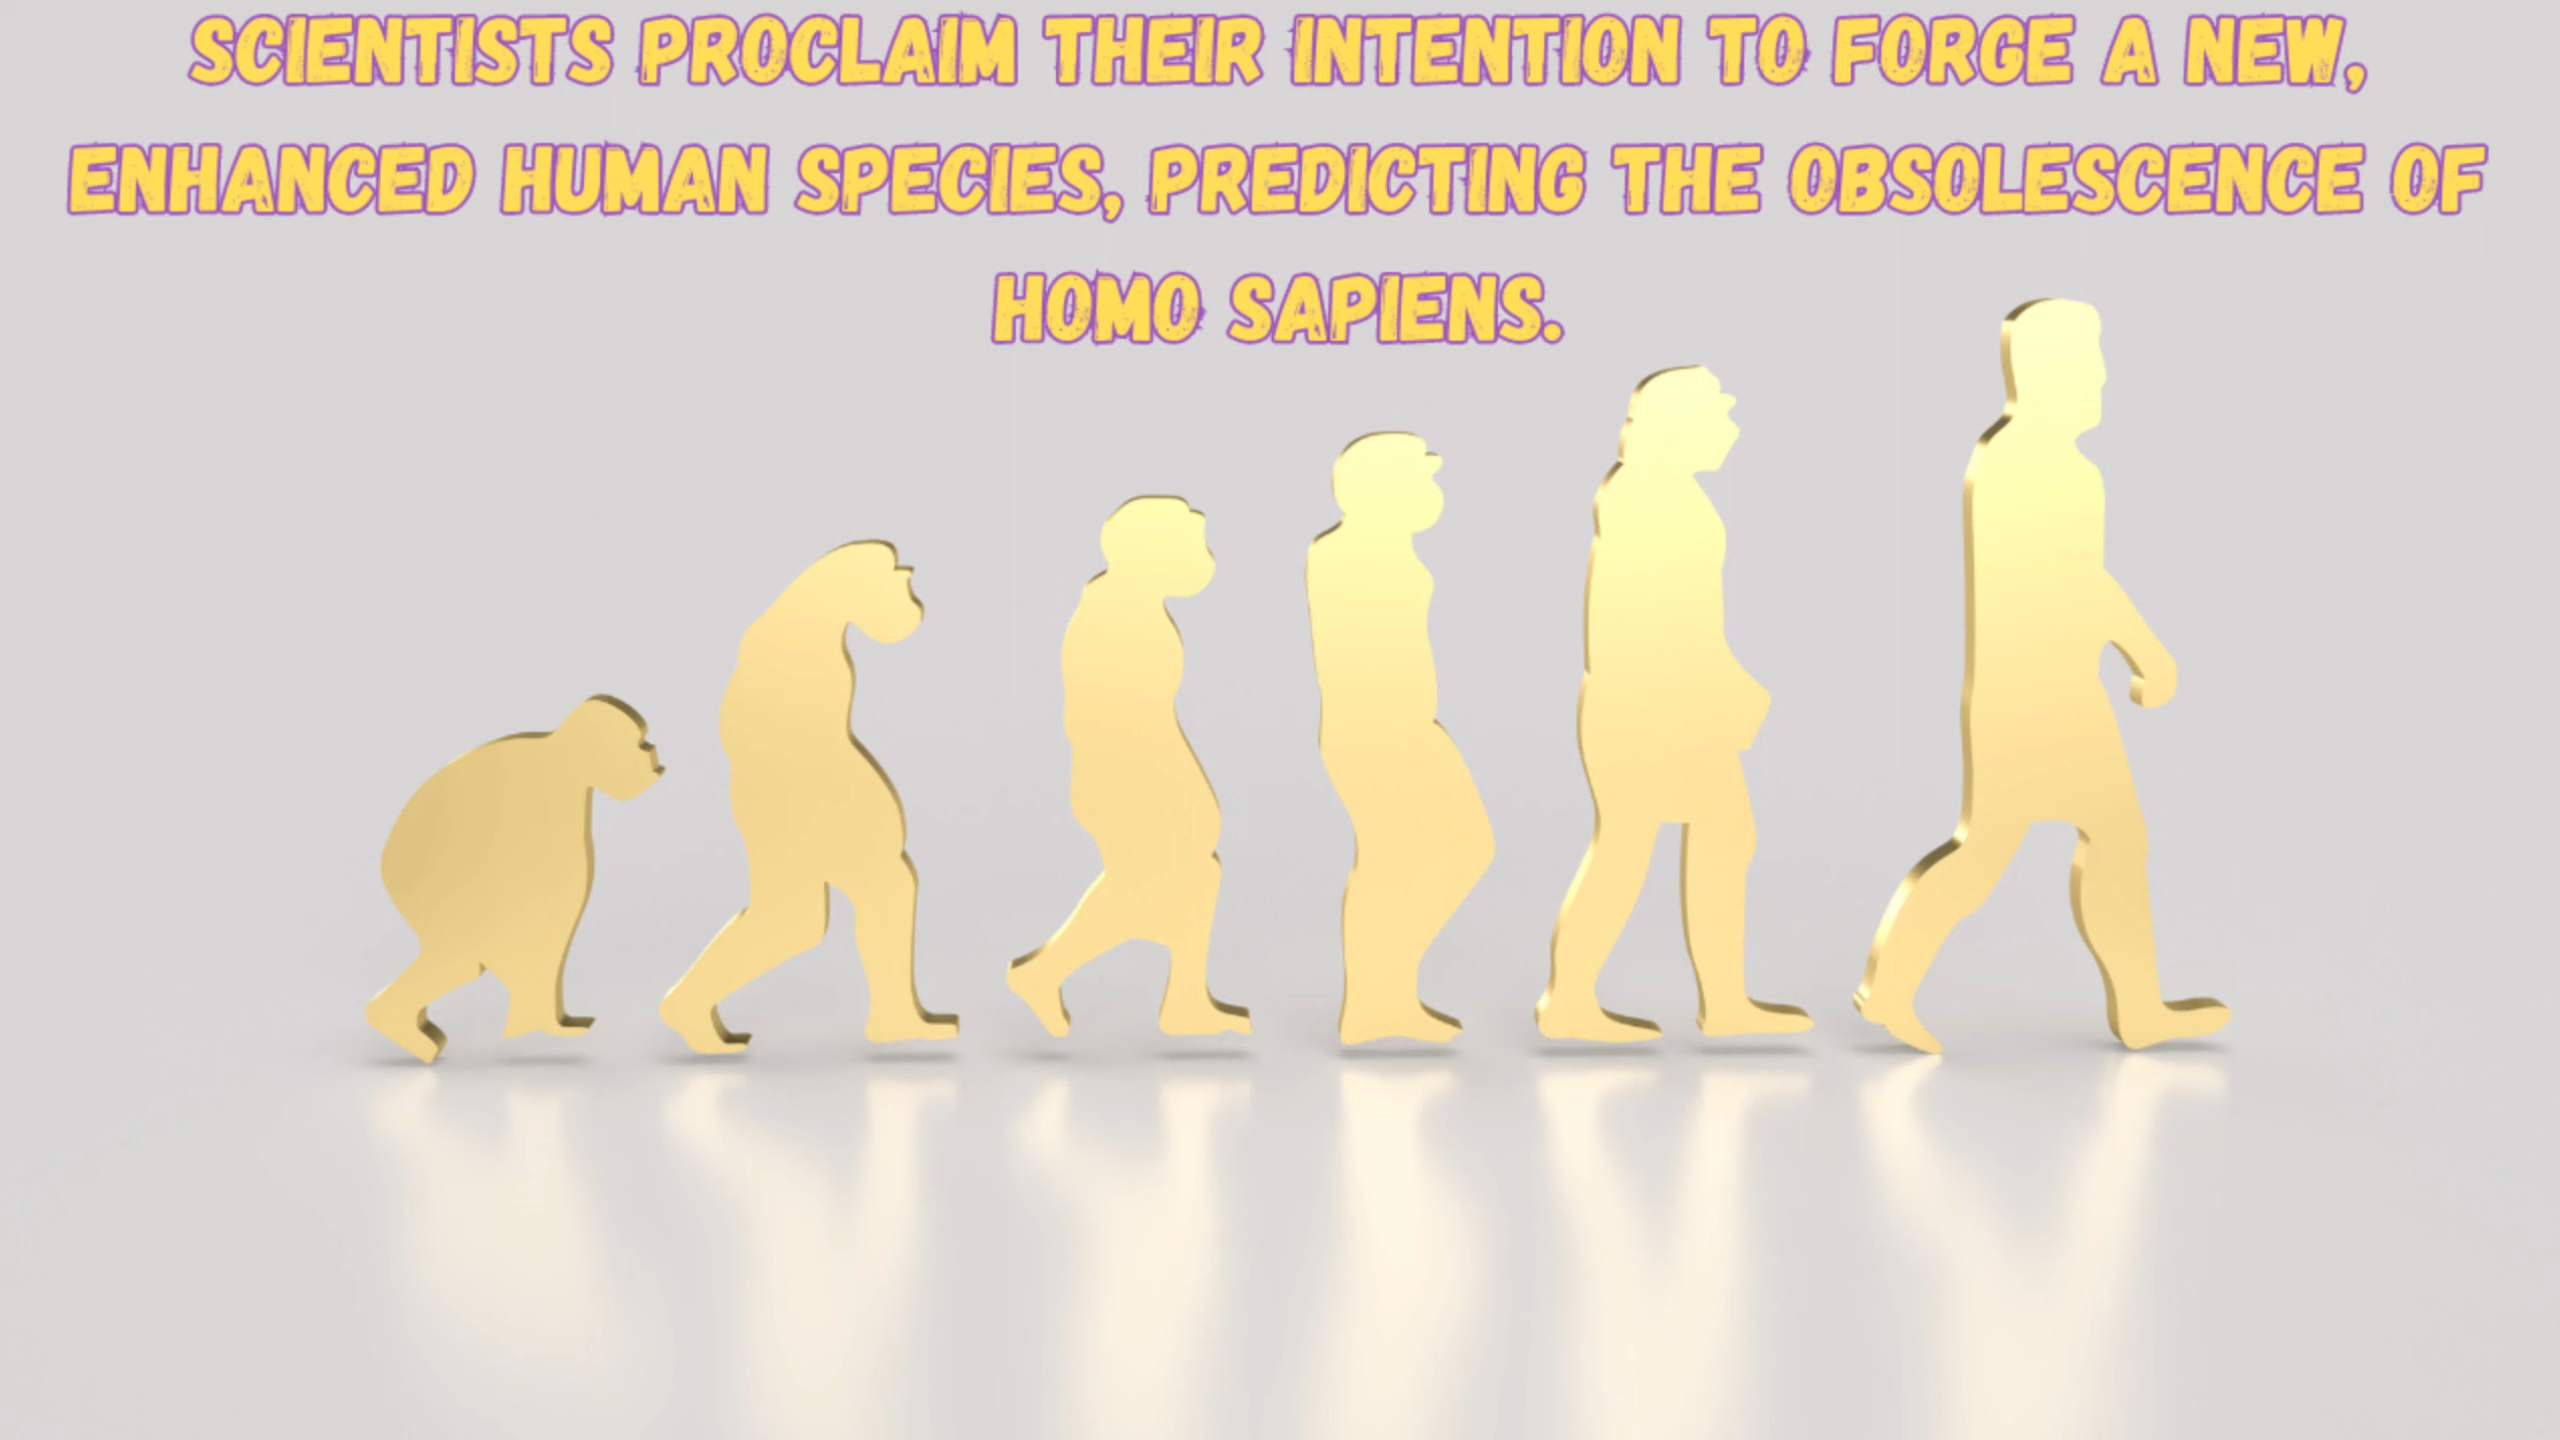 SCIENTISTS PROCLAIM THEIR INTENTION TO FORGE A NEW,
ENHANCED HUMAN SPECIES, PREDICTING THE OBSOLESCENCE OF
HOMO SAPIENS.